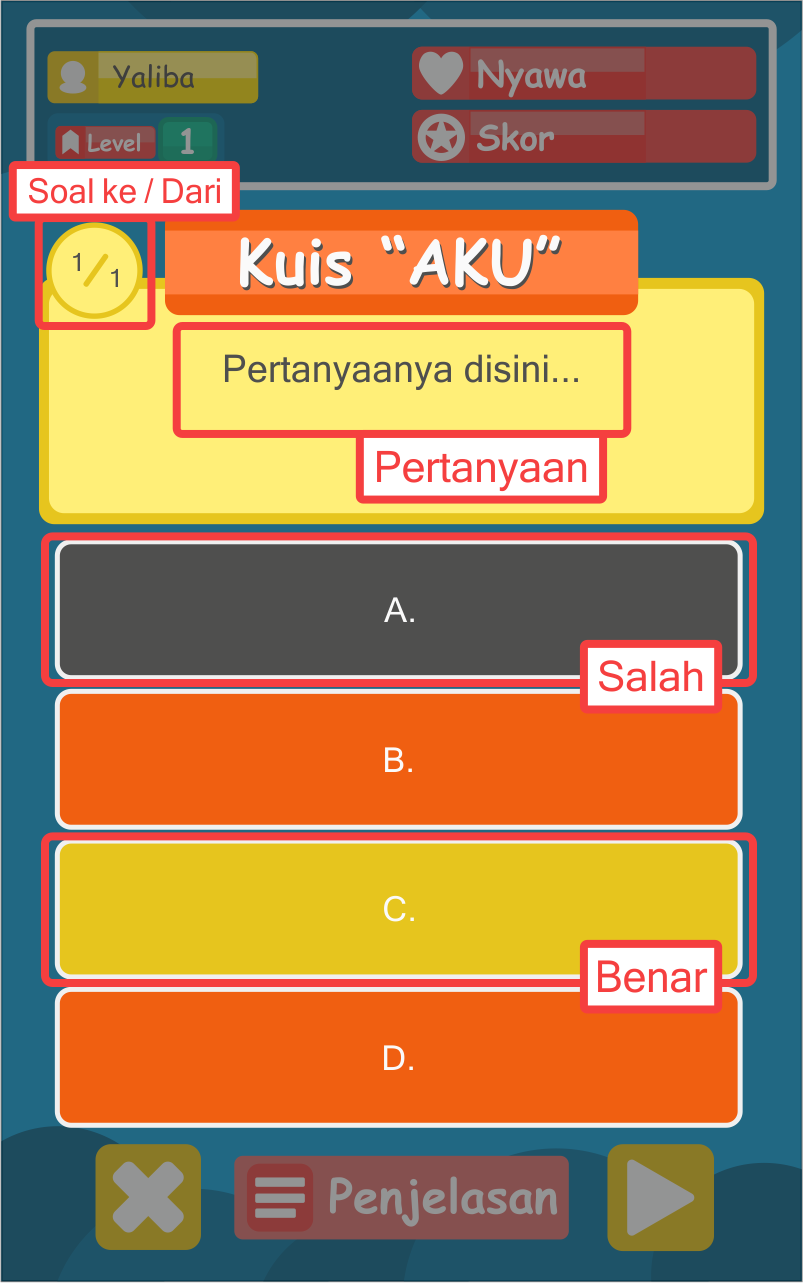 Yaliba
Nyawa
Level 1
Skor
Soal ke / Dari
1/1
Kuis “AKU”
Pertanyaanya disini...
Pertanyaan
A.
Salah
B.
C.
Benar
D.
Penjelasan